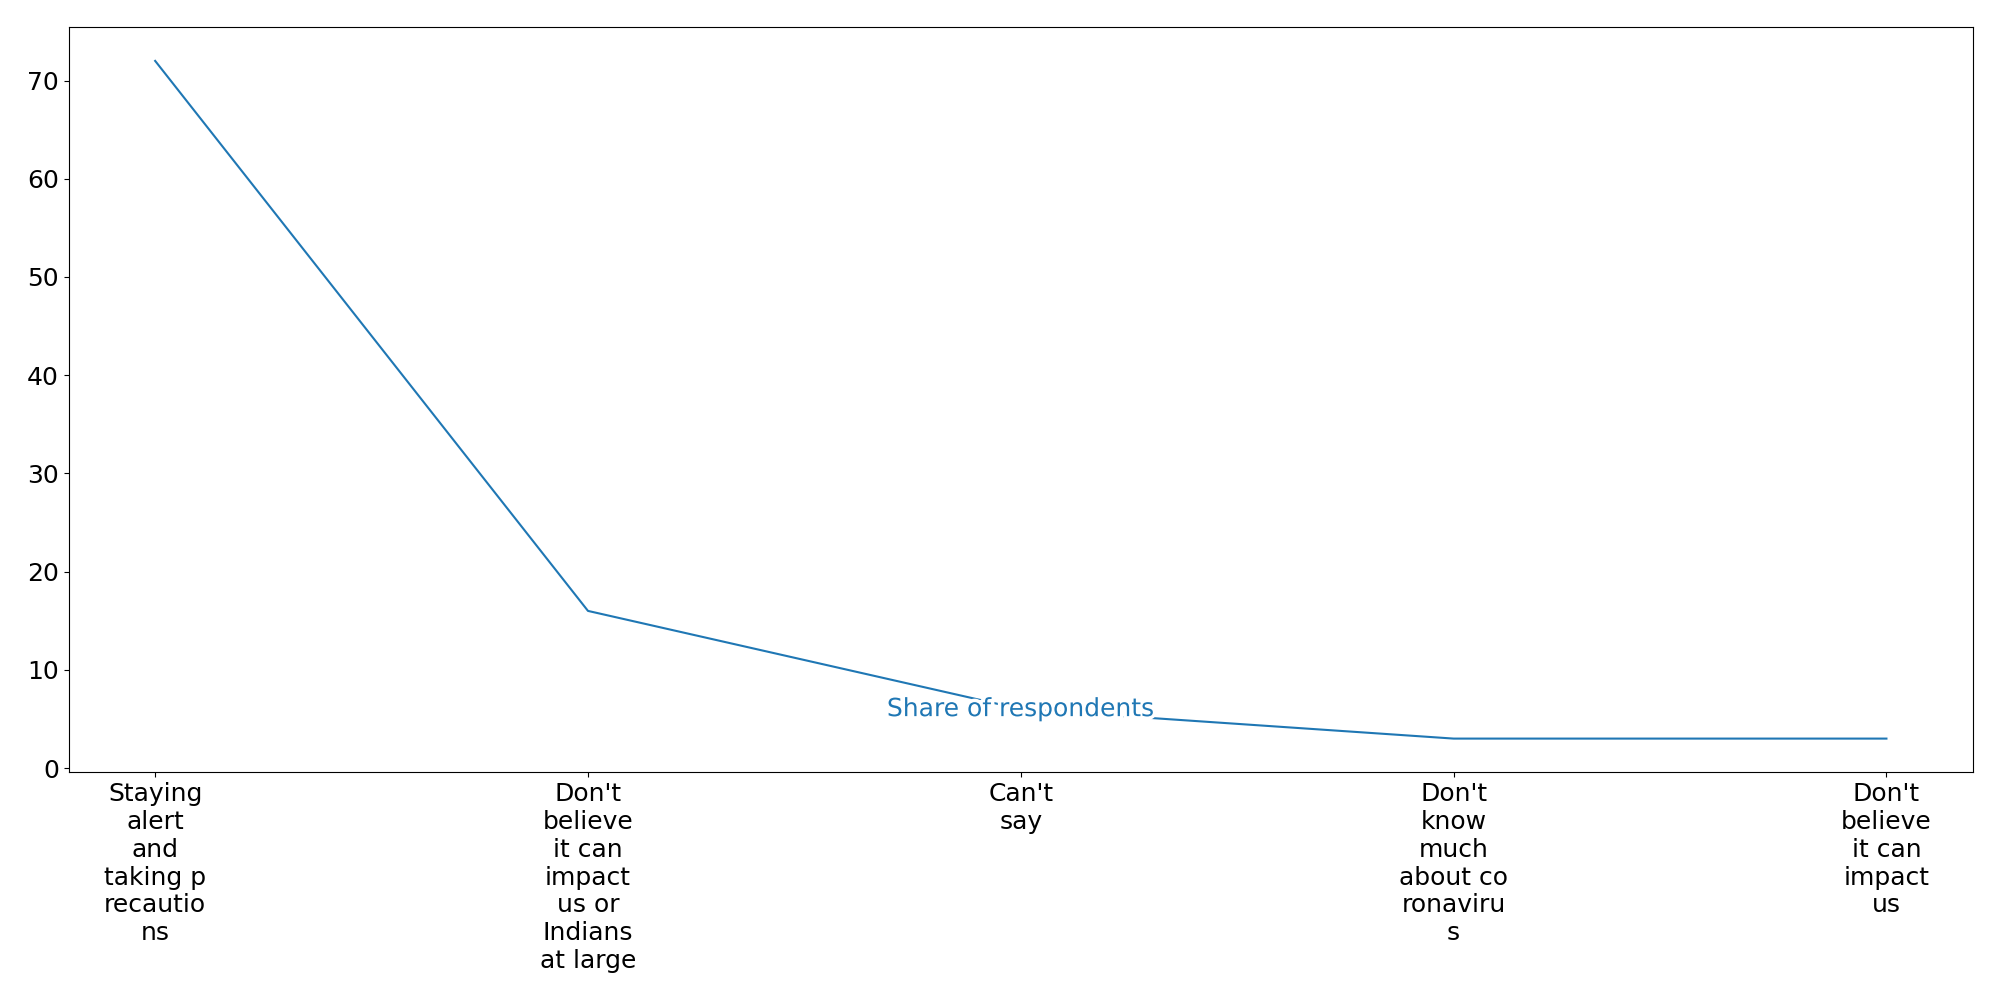 70
60
50
40
30
20
10
0
Share of respondents
Staying
alert
and
taking p
recautio
ns
Don't
believe
it can
impact
us or
Indians
at large
Can't
say
Don't
know
much
about co
ronaviru
s
Don't
believe
it can
impact
us